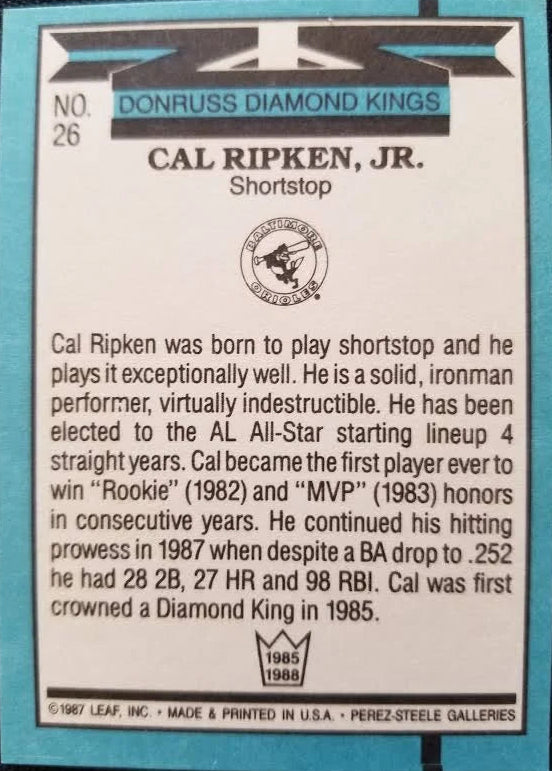 NO.
26
DONRUSS DIAMOND KINGS
CAL RIPKEN, JR.
Shortstop
BALTIMORE
ORIOLES
®
Cal Ripken was born to play shortstop and he
plays it exceptionally well. He is a solid, ironman
performer, virtually indestructible. He has been
elected to the AL All-Star starting lineup 4
straight years. Cal became the first player ever to
win "Rookie" (1982) and "MVP" (1983) honors
in consecutive years. He continued his hitting
prowess in 1987 when despite a BA drop to .252
he had 28 2B, 27 HR and 98 RBI. Cal was first
crowned a Diamond King in 1985.
1985
1988
©1987 LEAF, INC. • MADE & PRINTED IN U.S.A. • PEREZ-STEELE GALLERIES